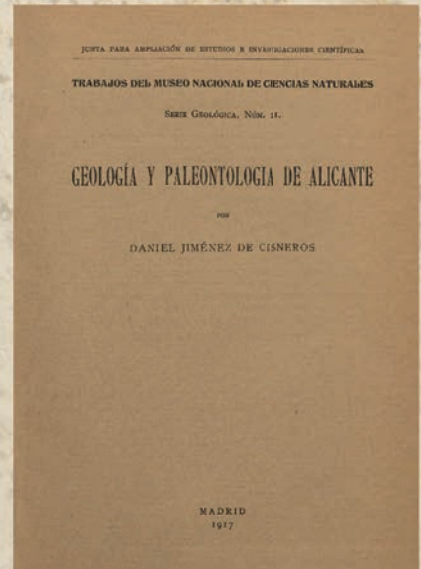 JUNTA PARA AMPLIACIÓN DE ESTUDIOS E INVESTIGACIONES CIENTÍFICAS
TRABAJOS DEL MUSEO NACIONAL DE CIENCIAS NATURALES
SERIE GEOLÓGICA, NÚM. 18.
GEOLOGÍA Y PALEONTOLOGIA DE ALICANTE
POR
DANIEL JIMÉNEZ DE CISNEROS
MADRID
1917